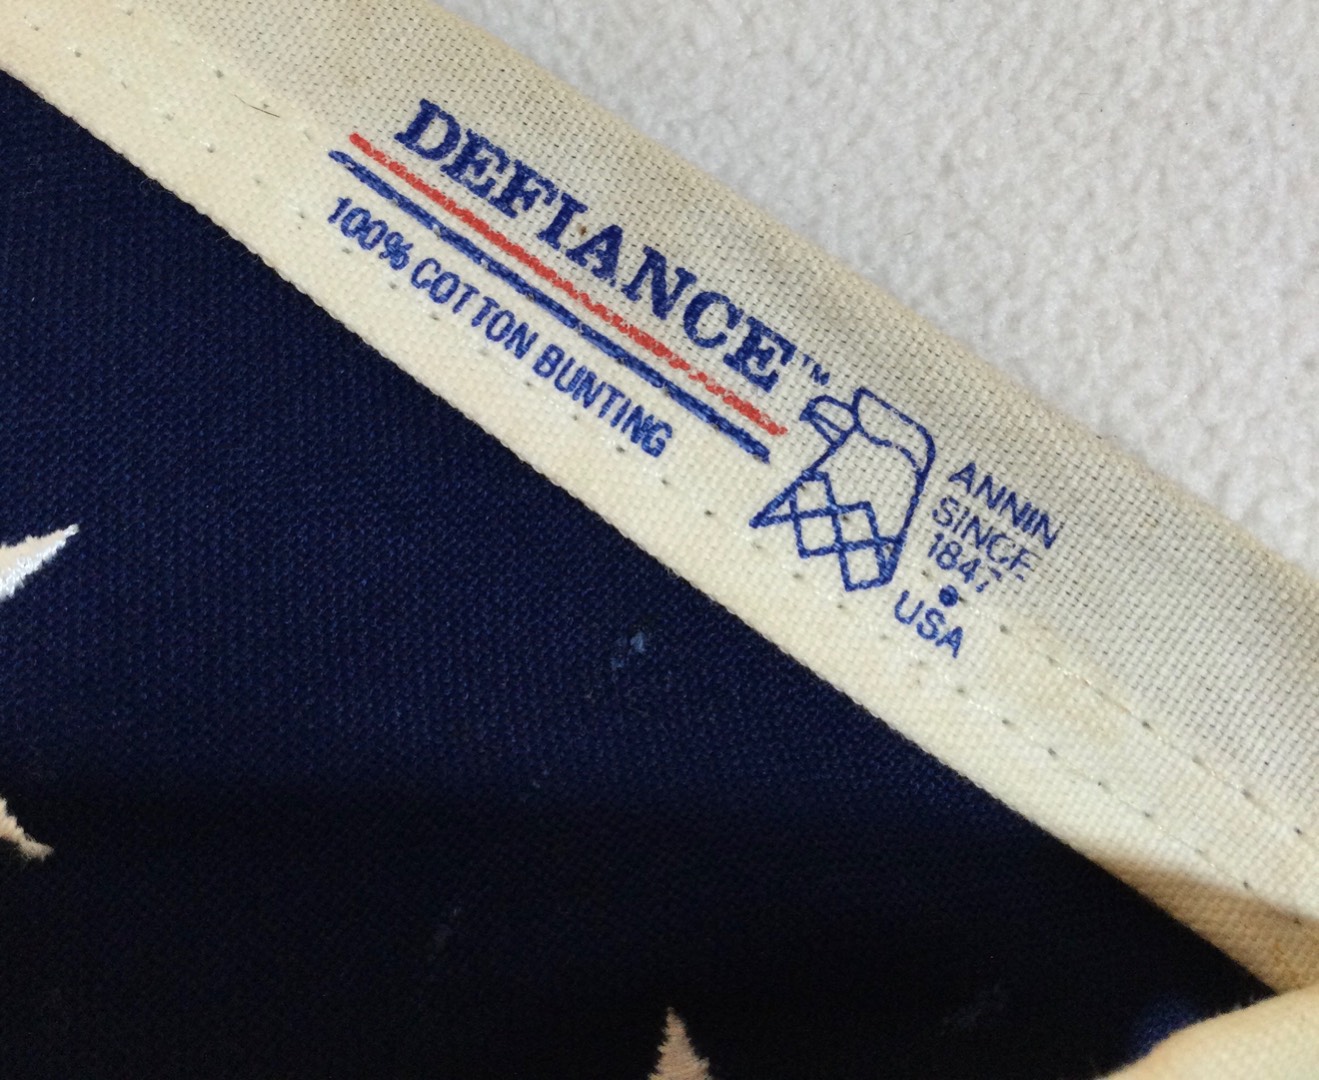 DEFIANCE™
100% COTTON BUNTING
ANNIN
SINCE
1847
•
USA